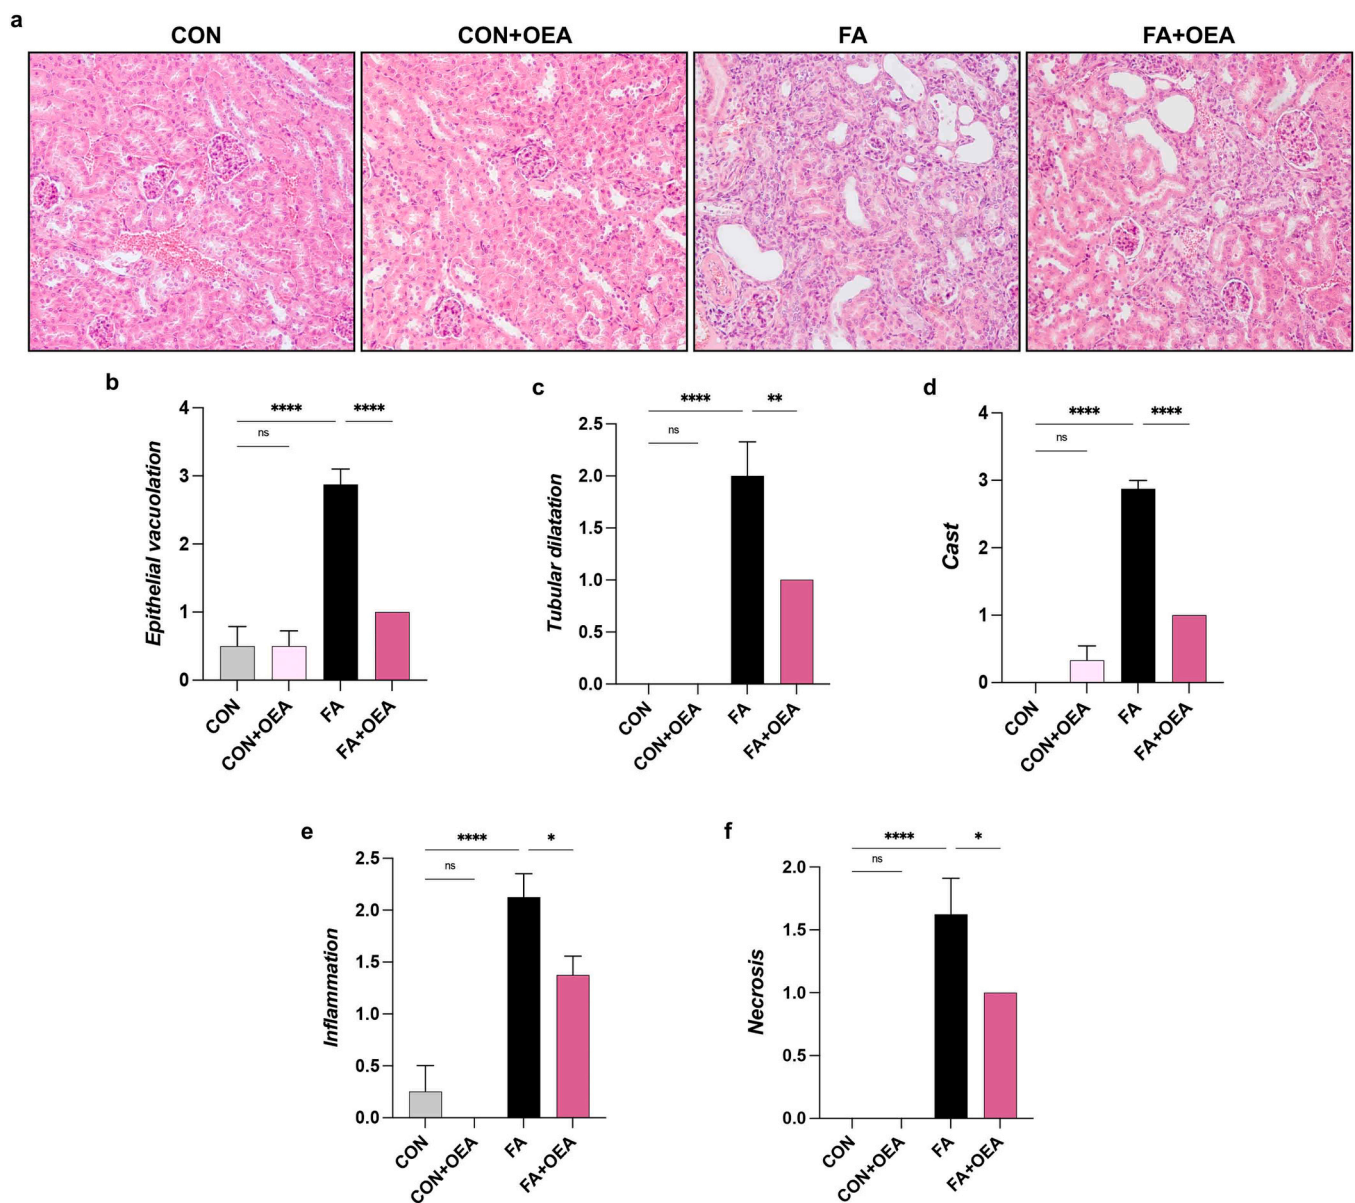 a
CON
CON+OEA
FA
FA+OEA
b
Epithelial vacuolation
4
3
2
1
0
ns
****
****
CON
CON+OEA
FA
FA+OEA
c
Tubular dilatation
2.5
2.0
1.5
1.0
0.5
0.0
ns
****
**
CON
CON+OEA
FA
FA+OEA
d
Cast
4
3
2
1
0
ns
****
****
CON
CON+OEA
FA
FA+OEA
e
Inflammation
2.5
2.0
1.5
1.0
0.5
0.0
ns
****
*
CON
CON+OEA
FA
FA+OEA
f
Necrosis
2.0
1.5
1.0
0.5
0.0
ns
****
*
CON
CON+OEA
FA
FA+OEA